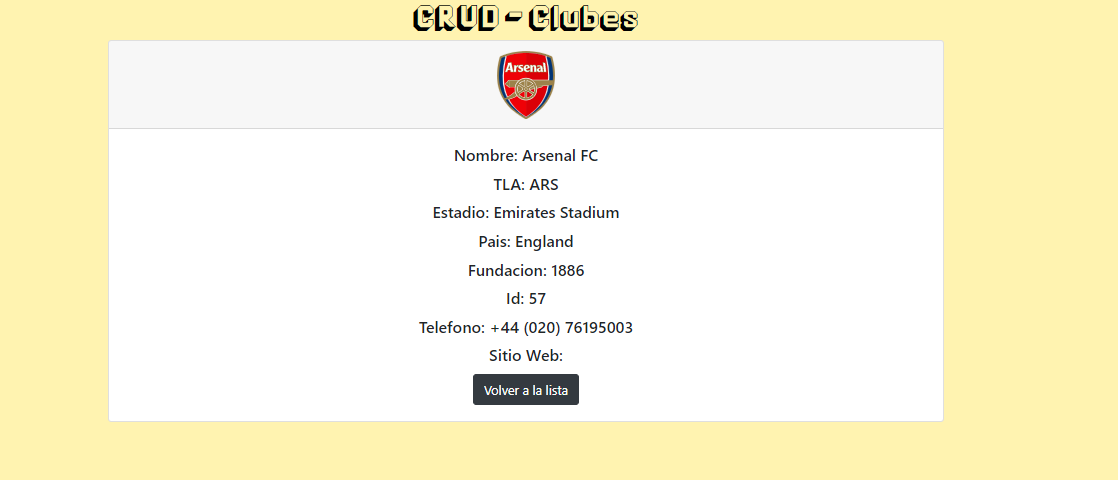 CRUD - Clubes
Arsenal
Nombre: Arsenal FC
TLA: ARS
Estadio: Emirates Stadium
Pais: England
Fundacion: 1886
Id: 57
Telefono: +44 (020) 76195003
Sitio Web:
Volver a la lista